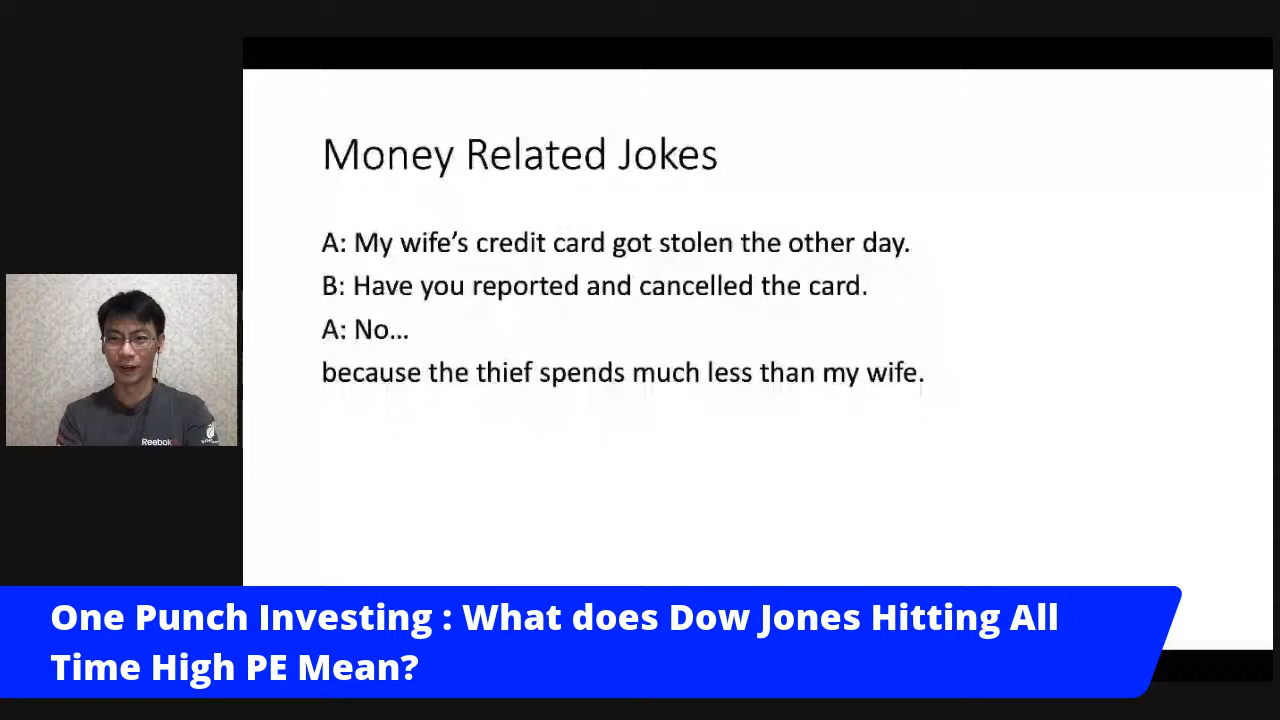 Money Related Jokes
A: My wife's credit card got stolen the other day.
B: Have you reported and cancelled the card.
A: No...
because the thief spends much less than my wife.
Reebok
One Punch Investing : What does Dow Jones Hitting All
Time High PE Mean?